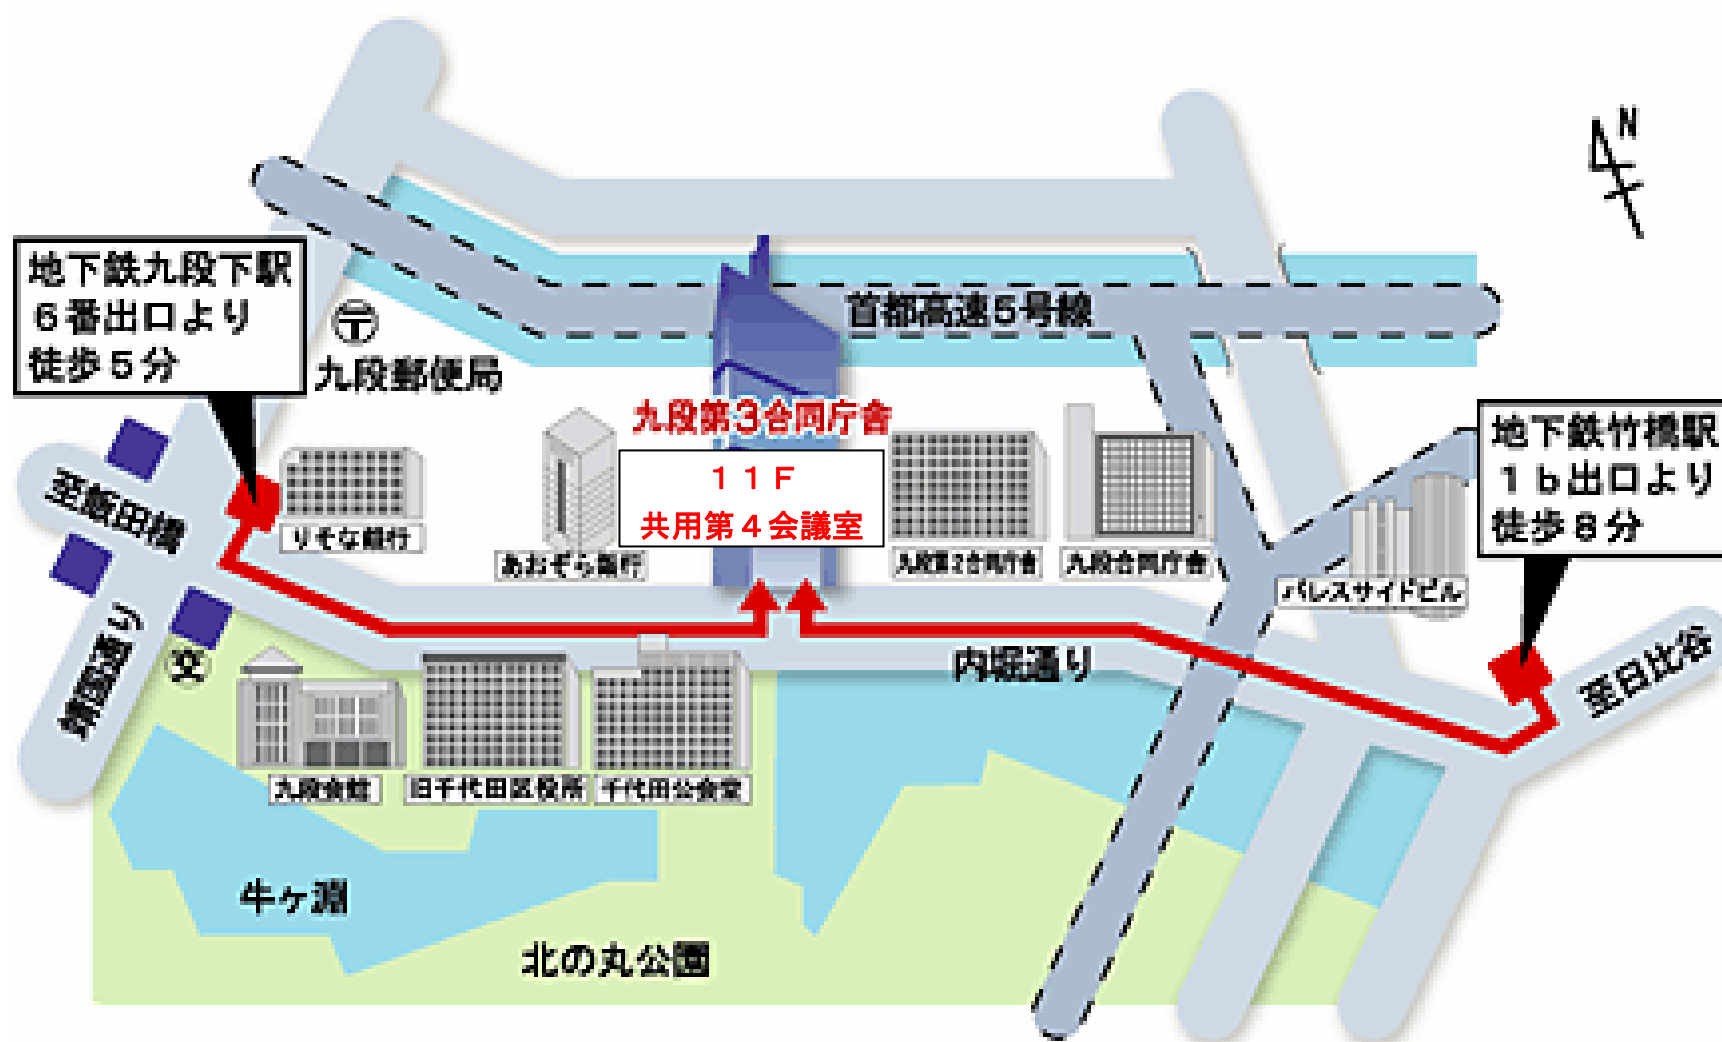 N
地下鉄九段下駅
６番出口より
徒歩５分
〒
九段郵便局
首都高速5号線
九段第3合同庁舎
１１Ｆ
共用第４会議室
地下鉄竹橋駅
１ｂ出口より
徒歩８分
至飯田橋
りそな銀行
あおぞら銀行
九段第2合同庁舎
九段合同庁舎
パレスサイドビル
靖国通り
交
内堀通り
至日比谷
九段会館
旧千代田区役所
千代田公会堂
牛ヶ淵
北の丸公園